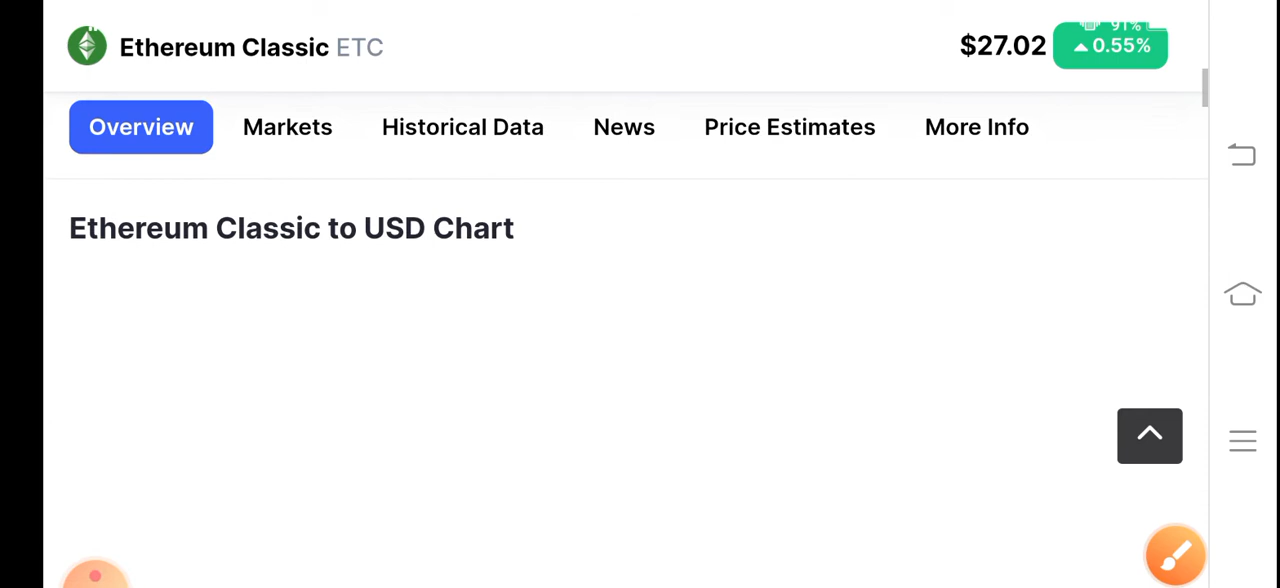 91%
Ethereum Classic ETC
$27.02
0.55%
Overview
Markets
Historical Data
News
Price Estimates
More Info
Ethereum Classic to USD Chart